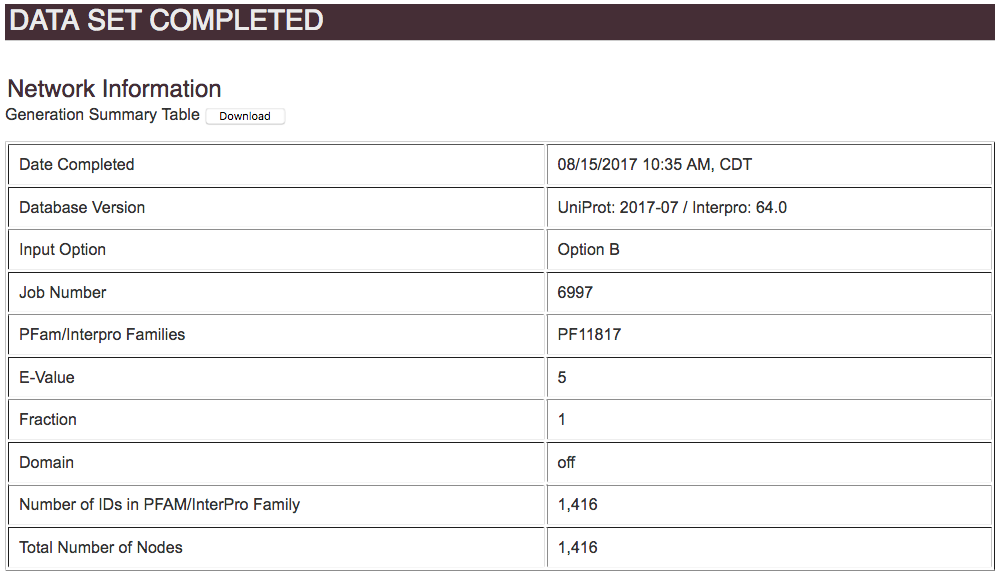 DATA SET COMPLETED
Network Information
Generation Summary Table Download
Date Completed 08/15/2017 10:35 AM, CDT
Database Version UniProt: 2017-07 / Interpro: 64.0
Input Option Option B
Job Number 6997
PFam/Interpro Families PF11817
E-Value 5
Fraction 1
Domain off
Number of IDs in PFAM/InterPro Family 1,416
Total Number of Nodes 1,416